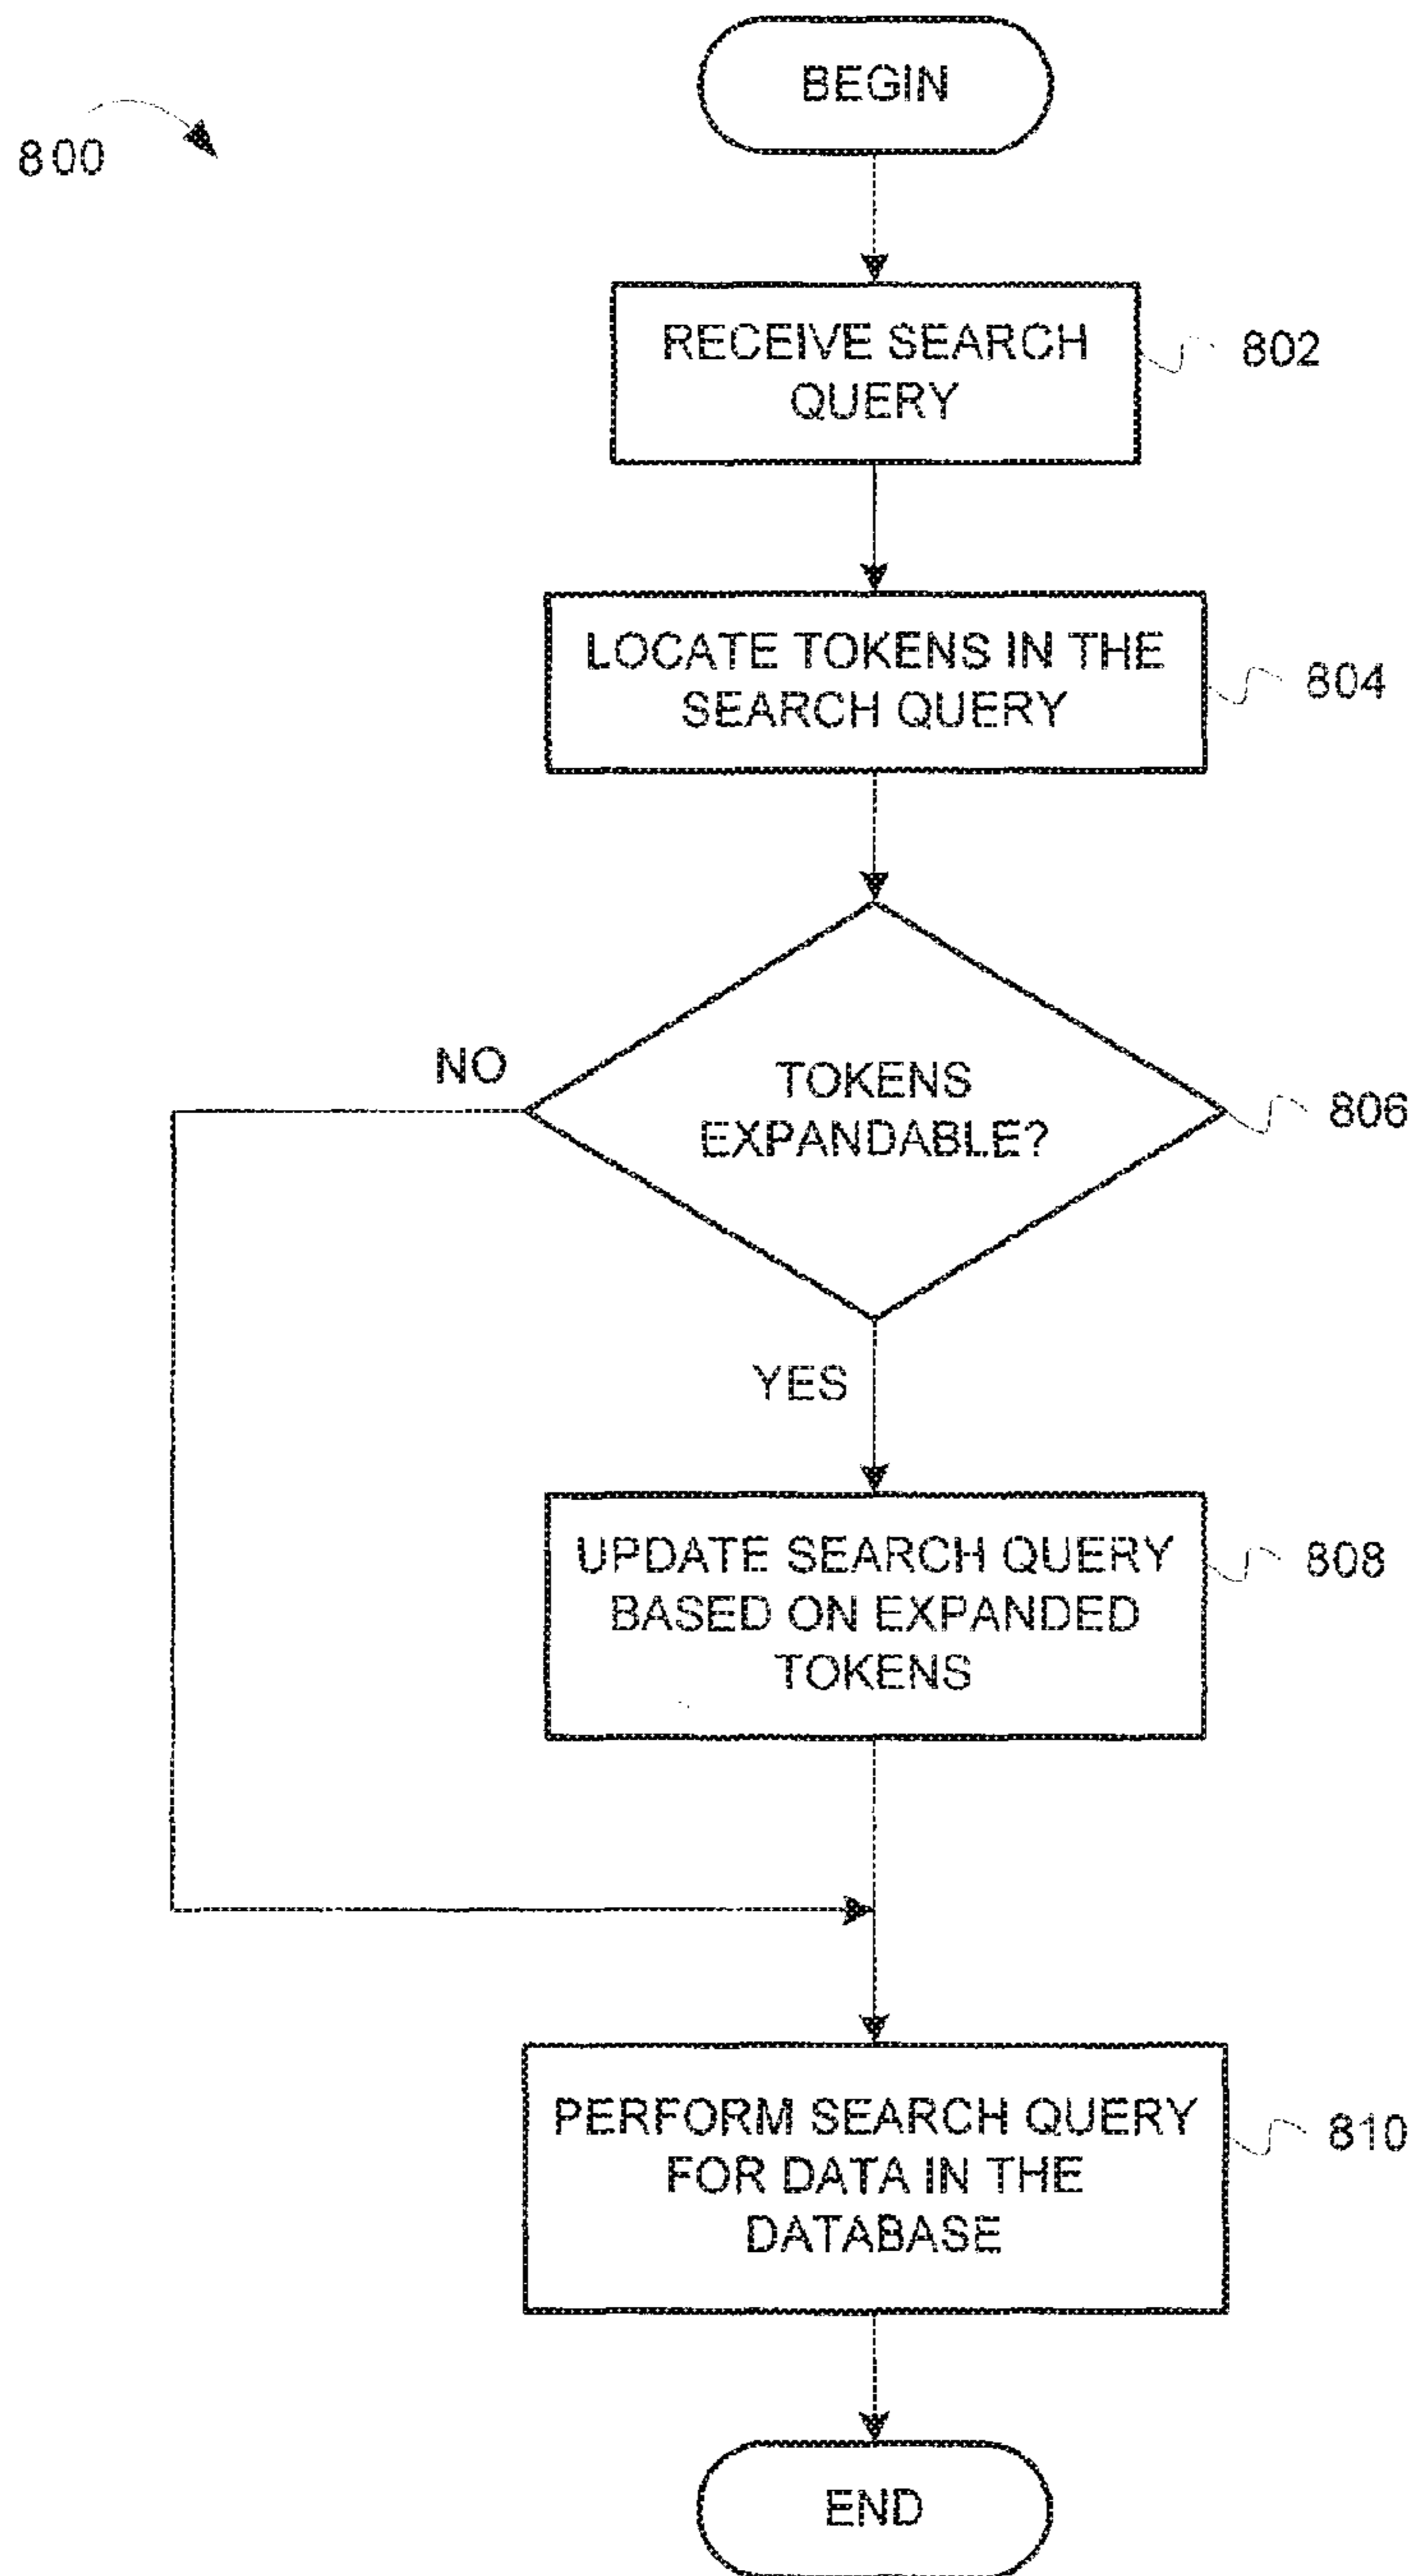 BEGIN
800
RECEIVE SEARCH
QUERY
802
LOCATE TOKENS IN THE
SEARCH QUERY
804
NO
TOKENS
EXPANDABLE?
806
YES
UPDATE SEARCH QUERY
BASED ON EXPANDED
TOKENS
808
PERFORM SEARCH QUERY
FOR DATA IN THE
DATABASE
810
END